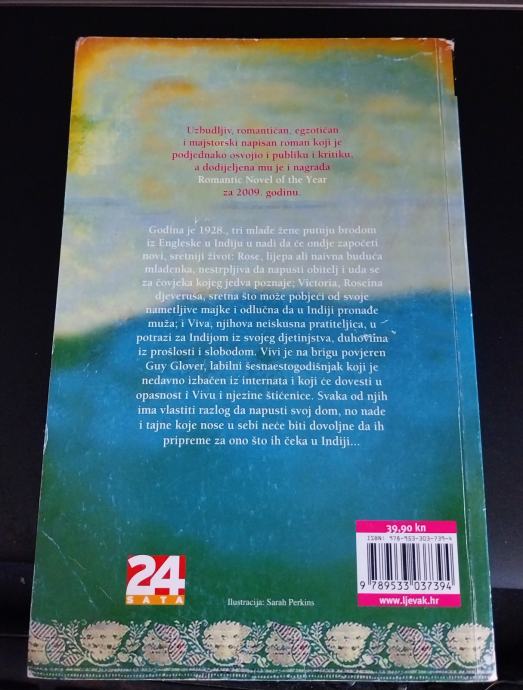 Uzbudljiv, romantičan, egzotičan
i majstorski napisan roman koji je
podjednako osvojio i publiku i kritiku,
a dodijeljena mu je i nagrada
Romantic Novel of the Year
za 2009. godinu.
Godina je 1928., tri mlade žene putuju brodom
iz Engleske u Indiju u nadi da će ondje započeti
novi, sretniji život: Rose, lijepa ali naivna buduća
mladenka, nestrpljiva da napusti obitelj i uda se
za čovjeka kojeg jedva poznaje; Victoria, Roseina
djeveruša, sretna što može pobjeći od svoje
nametljive majke i odlučna da u Indiji pronađe
muža; i Viva, njihova neiskusna pratiteljica, u
potrazi za Indijom iz svojeg djetinjstva, duhovima
iz prošlosti i slobodom. Vivi je na brigu povjeren
Guy Glover, labilni šesnaestogodišnjak koji je
nedavno izbačen iz internata i koji će dovesti u
opasnost i Vivu i njezine štićenice. Svaka od njih
ima vlastiti razlog da napusti svoj dom, no nade
i tajne koje nose u sebi neće biti dovoljne da ih
pripreme za ono što ih čeka u Indiji...
39,90 kn
ISBN: 978-953-303-739-4
9 789533 037394
www.ljevak.hr
24
SATA
Ilustracija: Sarah Perkins